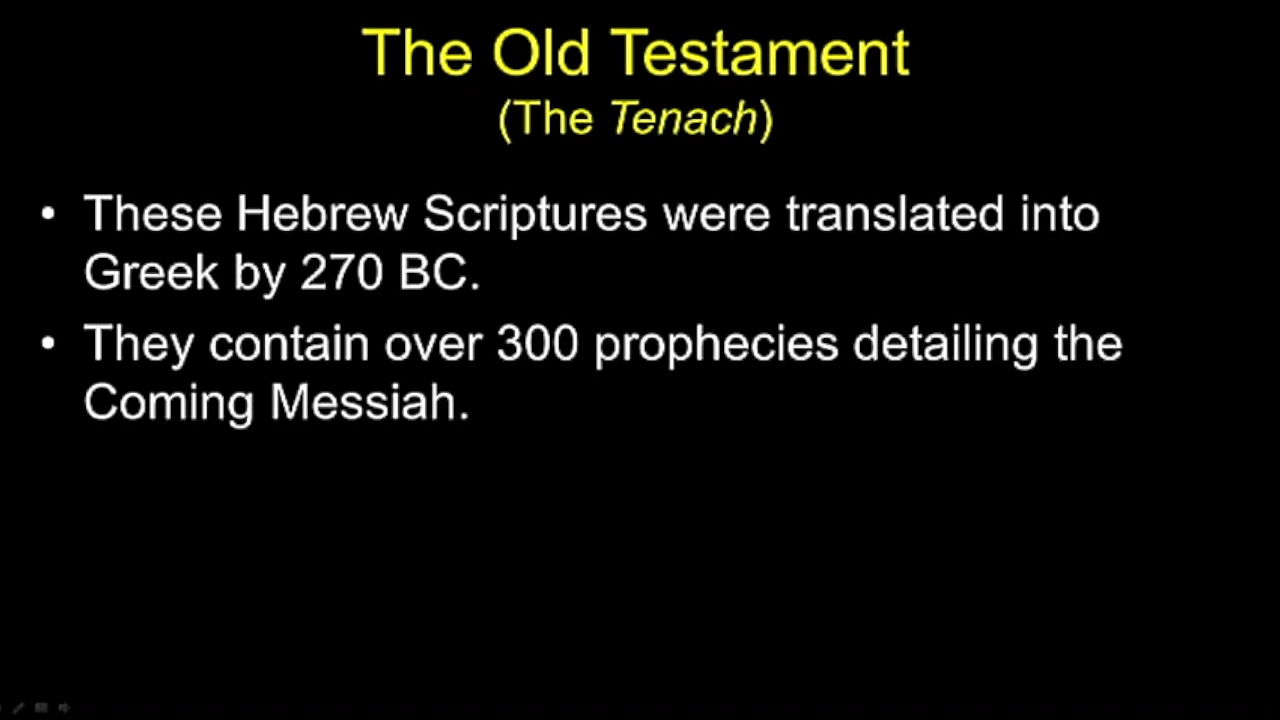 The Old Testament
(The Tenach)
• These Hebrew Scriptures were translated into
Greek by 270 BC.
• They contain over 300 prophecies detailing the
Coming Messiah.